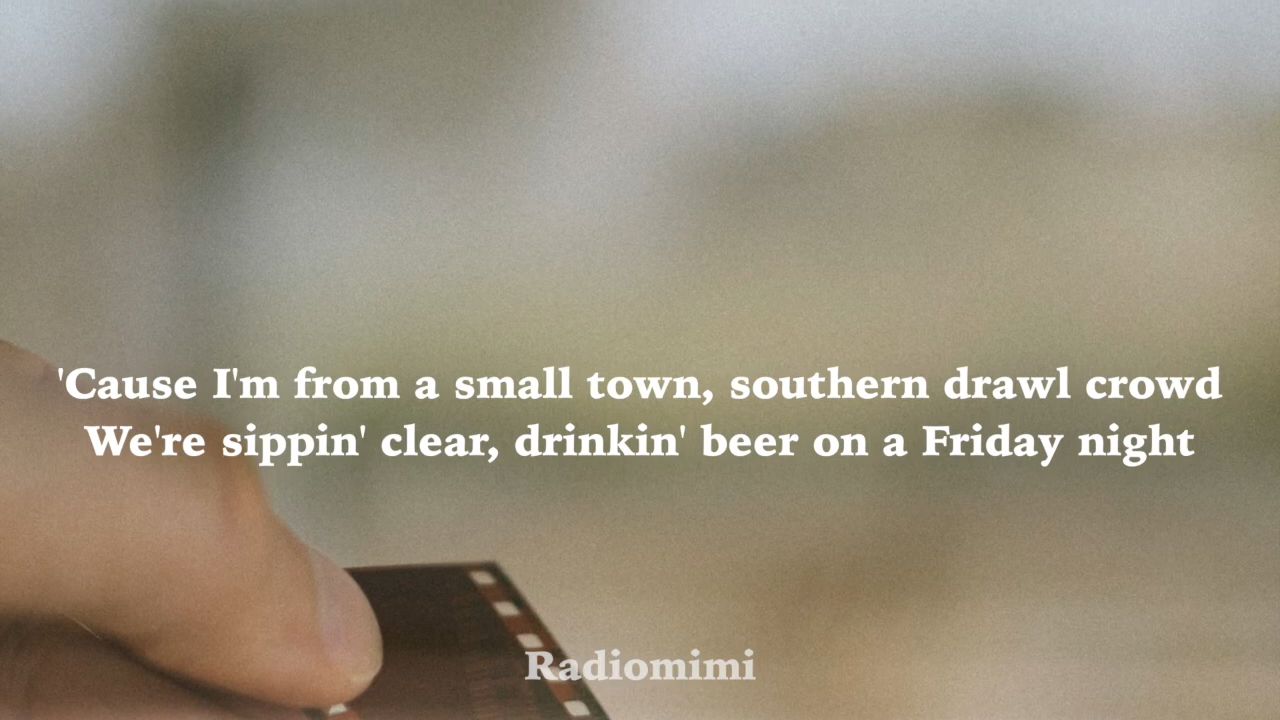 'Cause I'm from a small town, southern drawl crowd
We're sippin' clear, drinkin' beer on a Friday night
Radiomimi